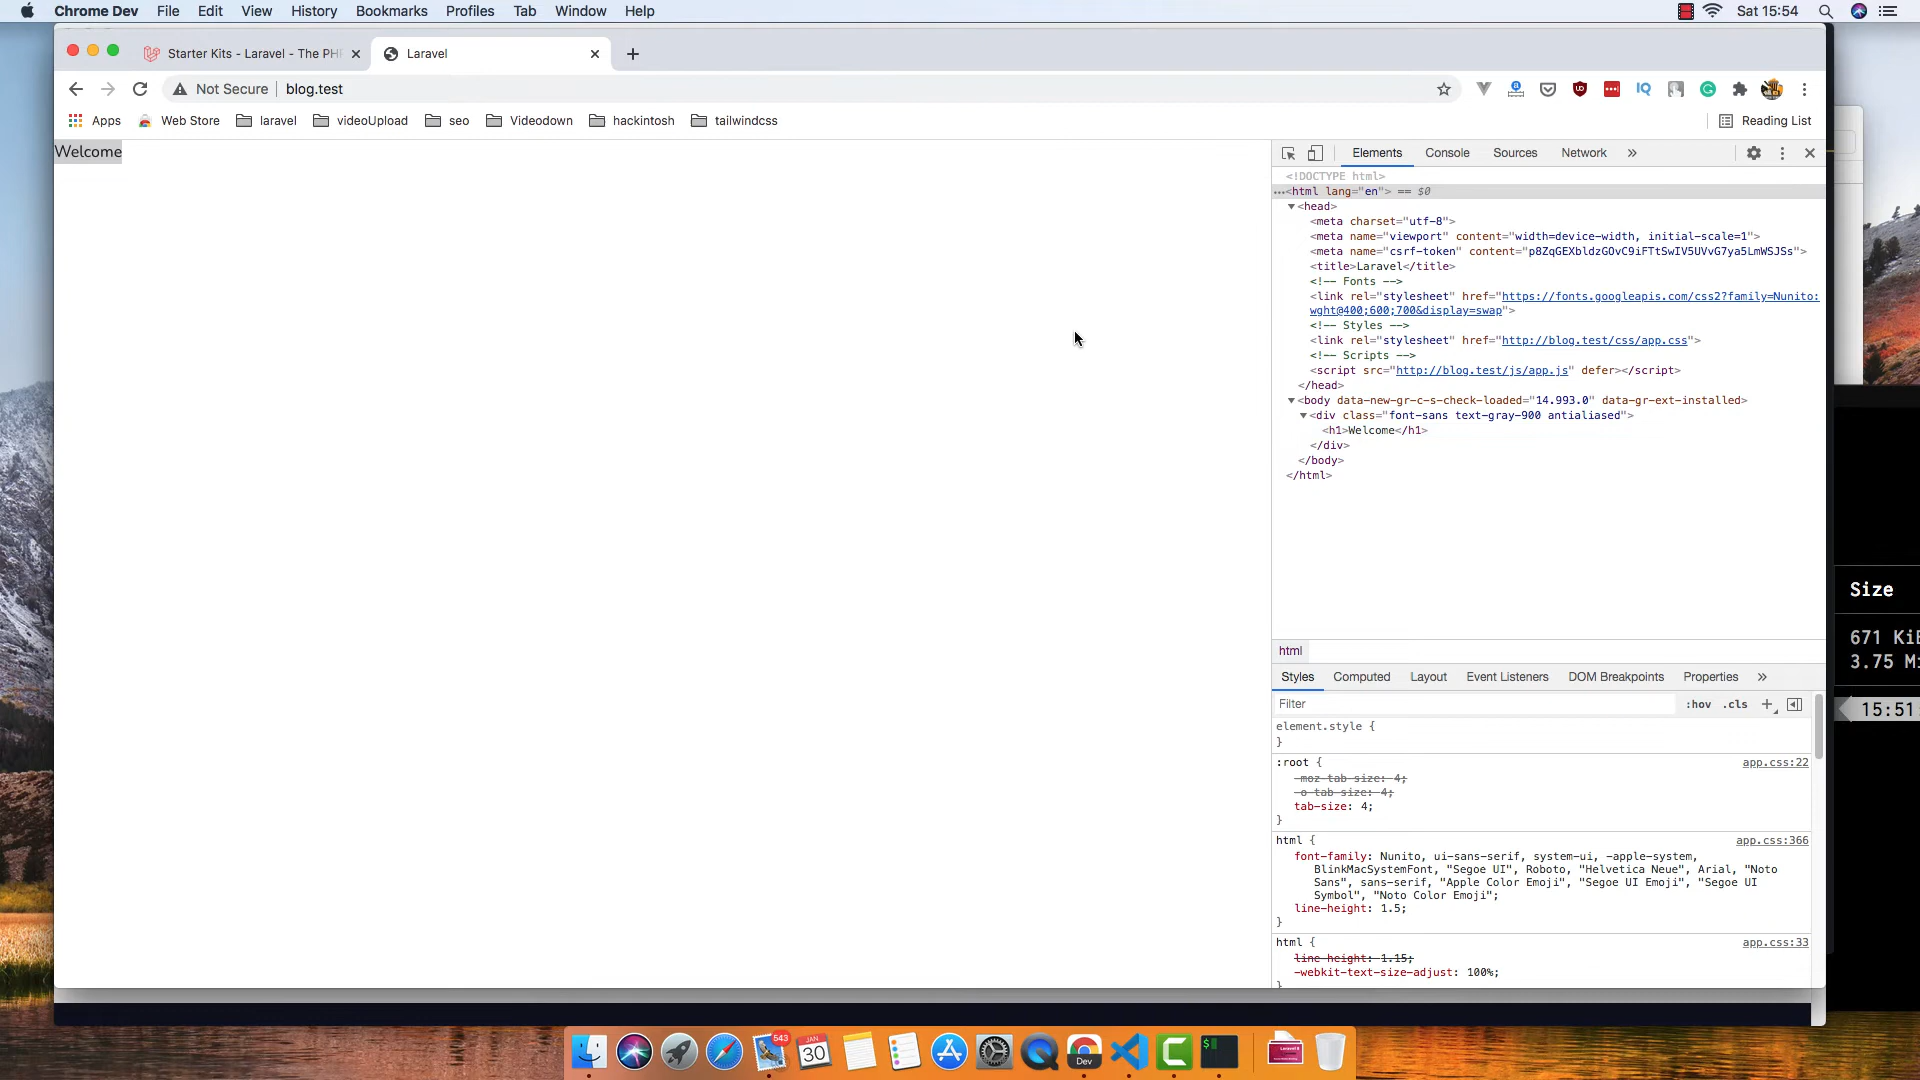 Chrome Dev File Edit View History Bookmarks Profiles Tab Window Help Sat 15:54
Starter Kits - Laravel - The PH
Laravel
Not Secure blog.test
Apps Web Store laravel videoUpload seo Videodown hackintosh tailwindcss Reading List
Welcome
Elements Console Sources Network »
<!DOCTYPE html>
…<html lang="en"> == $0
▼<head>
<meta charset="utf-8">
<meta name="viewport" content="width=device-width, initial-scale=1">
<meta name="csrf-token" content="p8ZqGEXbldzGOvC9iFTtSwIV5UVvG7ya5LmWSJSs">
<title>Laravel</title>
<!-- Fonts -->
<link rel="stylesheet" href="https://fonts.googleapis.com/css2?family=Nunito:
wght@400;600;700&display=swap">
<!-- Styles -->
<link rel="stylesheet" href="http://blog.test/css/app.css">
<!-- Scripts -->
<script src="http://blog.test/js/app.js" defer></script>
</head>
▼<body data-new-gr-c-s-check-loaded="14.993.0" data-gr-ext-installed>
▼<div class="font-sans text-gray-900 antialiased">
<h1>Welcome</h1>
</div>
</body>
</html>
html
Styles Computed Layout Event Listeners DOM Breakpoints Properties »
Filter :hov .cls +
element.style {
}
:root { app.css:22
-moz-tab-size: 4;
-o-tab-size: 4;
tab-size: 4;
}
html { app.css:366
font-family: Nunito, ui-sans-serif, system-ui, -apple-system,
BlinkMacSystemFont, "Segoe UI", Roboto, "Helvetica Neue", Arial, "Noto
Sans", sans-serif, "Apple Color Emoji", "Segoe UI Emoji", "Segoe UI
Symbol", "Noto Color Emoji";
line-height: 1.5;
}
html { app.css:33
line-height: 1.15;
-webkit-text-size-adjust: 100%;
}
Size
671 KiB
3.75 Mi
15:51
543
JAN
30
Dev